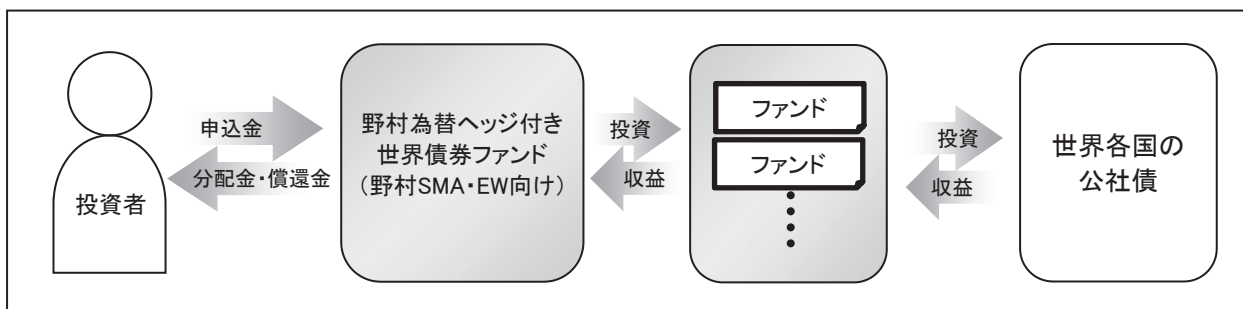 投資者
申込金
分配金・償還金
野村為替ヘッジ付き
世界債券ファンド
(野村SMA・EW向け)
投資
収益
ファンド
ファンド
投資
収益
世界各国の
公社債